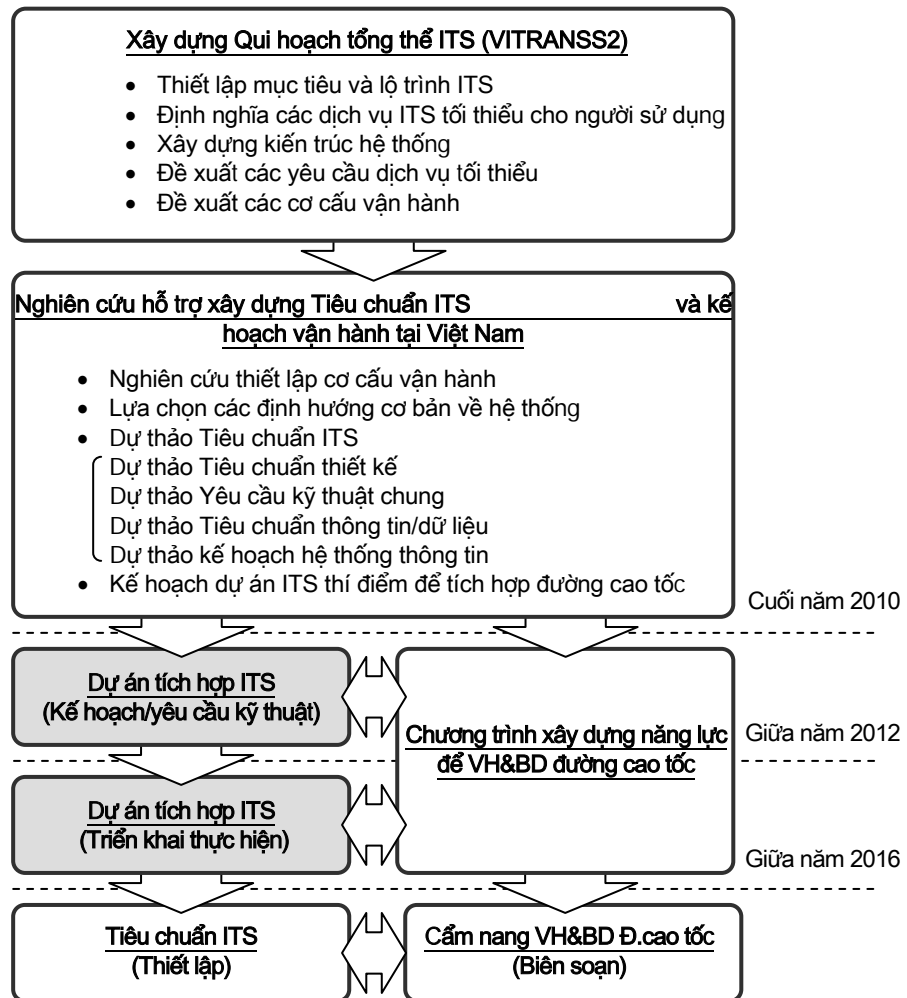 Xây dựng Qui hoạch tổng thể ITS (VITRANSS2)
• Thiết lập mục tiêu và lộ trình ITS
• Định nghĩa các dịch vụ ITS tối thiểu cho người sử dụng
• Xây dựng kiến trúc hệ thống
• Đề xuất các yêu cầu dịch vụ tối thiểu
• Đề xuất các cơ cấu vận hành
Nghiên cứu hỗ trợ xây dựng Tiêu chuẩn ITS và kế
hoạch vận hành tại Việt Nam
• Nghiên cứu thiết lập cơ cấu vận hành
• Lựa chọn các định hướng cơ bản về hệ thống
• Dự thảo Tiêu chuẩn ITS
Dự thảo Tiêu chuẩn thiết kế
Dự thảo Yêu cầu kỹ thuật chung
Dự thảo Tiêu chuẩn thông tin/dữ liệu
Dự thảo kế hoạch hệ thống thông tin
• Kế hoạch dự án ITS thí điểm để tích hợp đường cao tốc
Cuối năm 2010
Dự án tích hợp ITS
(Kế hoạch/yêu cầu kỹ thuật)
Chương trình xây dựng năng lực
để VH&BD đường cao tốc
Giữa năm 2012
Dự án tích hợp ITS
(Triển khai thực hiện)
Giữa năm 2016
Tiêu chuẩn ITS
(Thiết lập)
Cẩm nang VH&BD Đ.cao tốc
(Biên soạn)